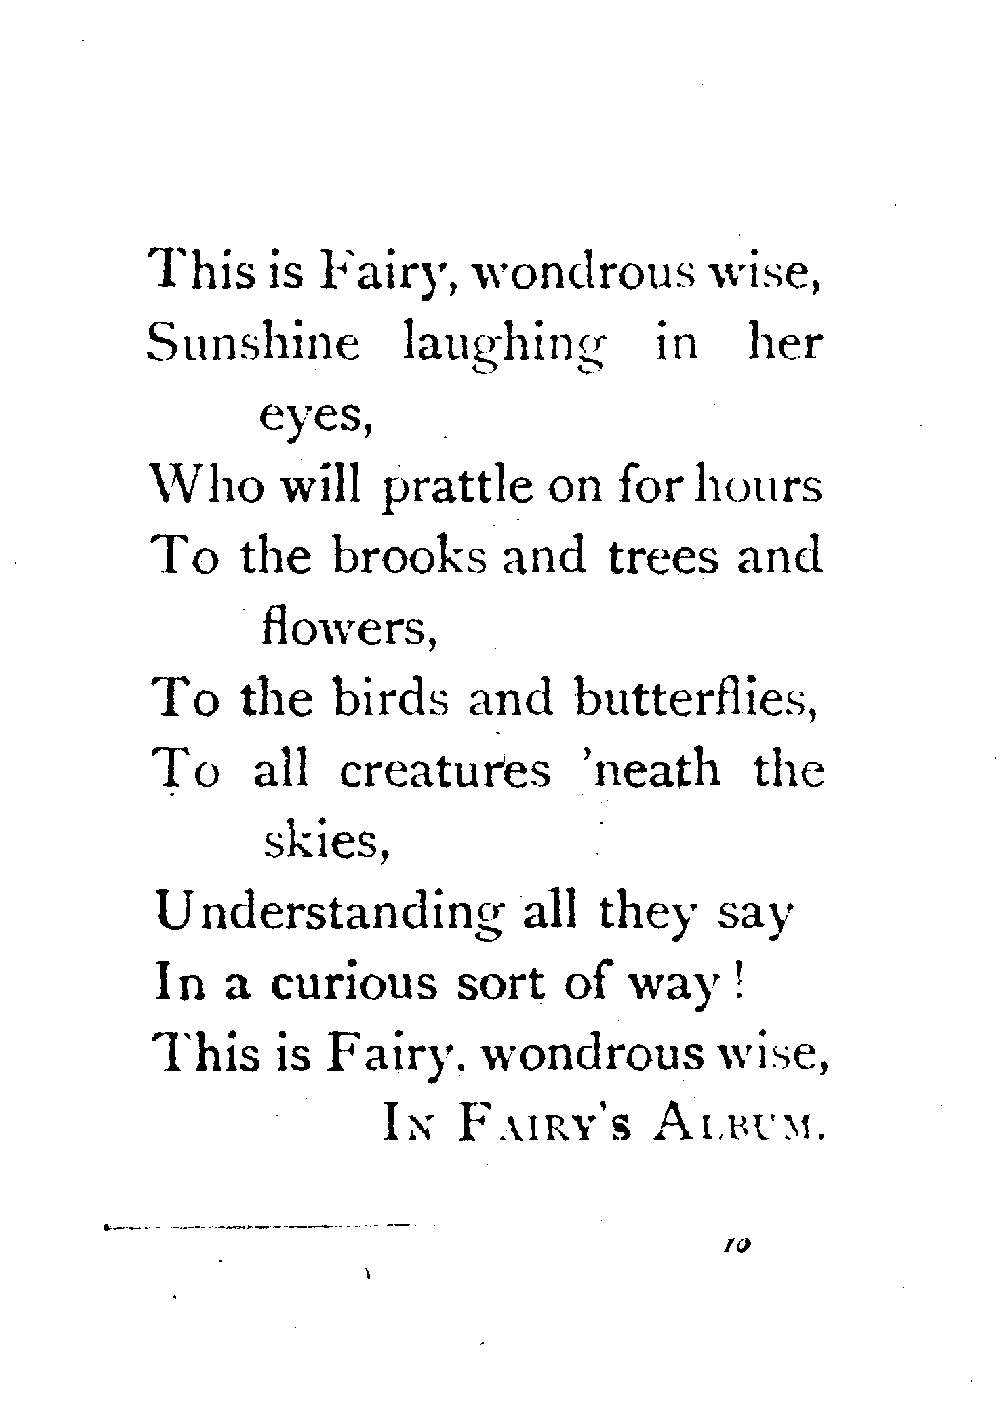 This is Fairy, wondrous wise,
Sunshine laughing in her
eyes,
Who will prattle on for hours
To the brooks and trees and
flowers,
To the birds and butterflies,
To all creatures 'neath the
skies,
Understanding all they say
In a curious sort of way!
This is Fairy. wondrous wise,
IN FAIRY'S ALBUM.
10